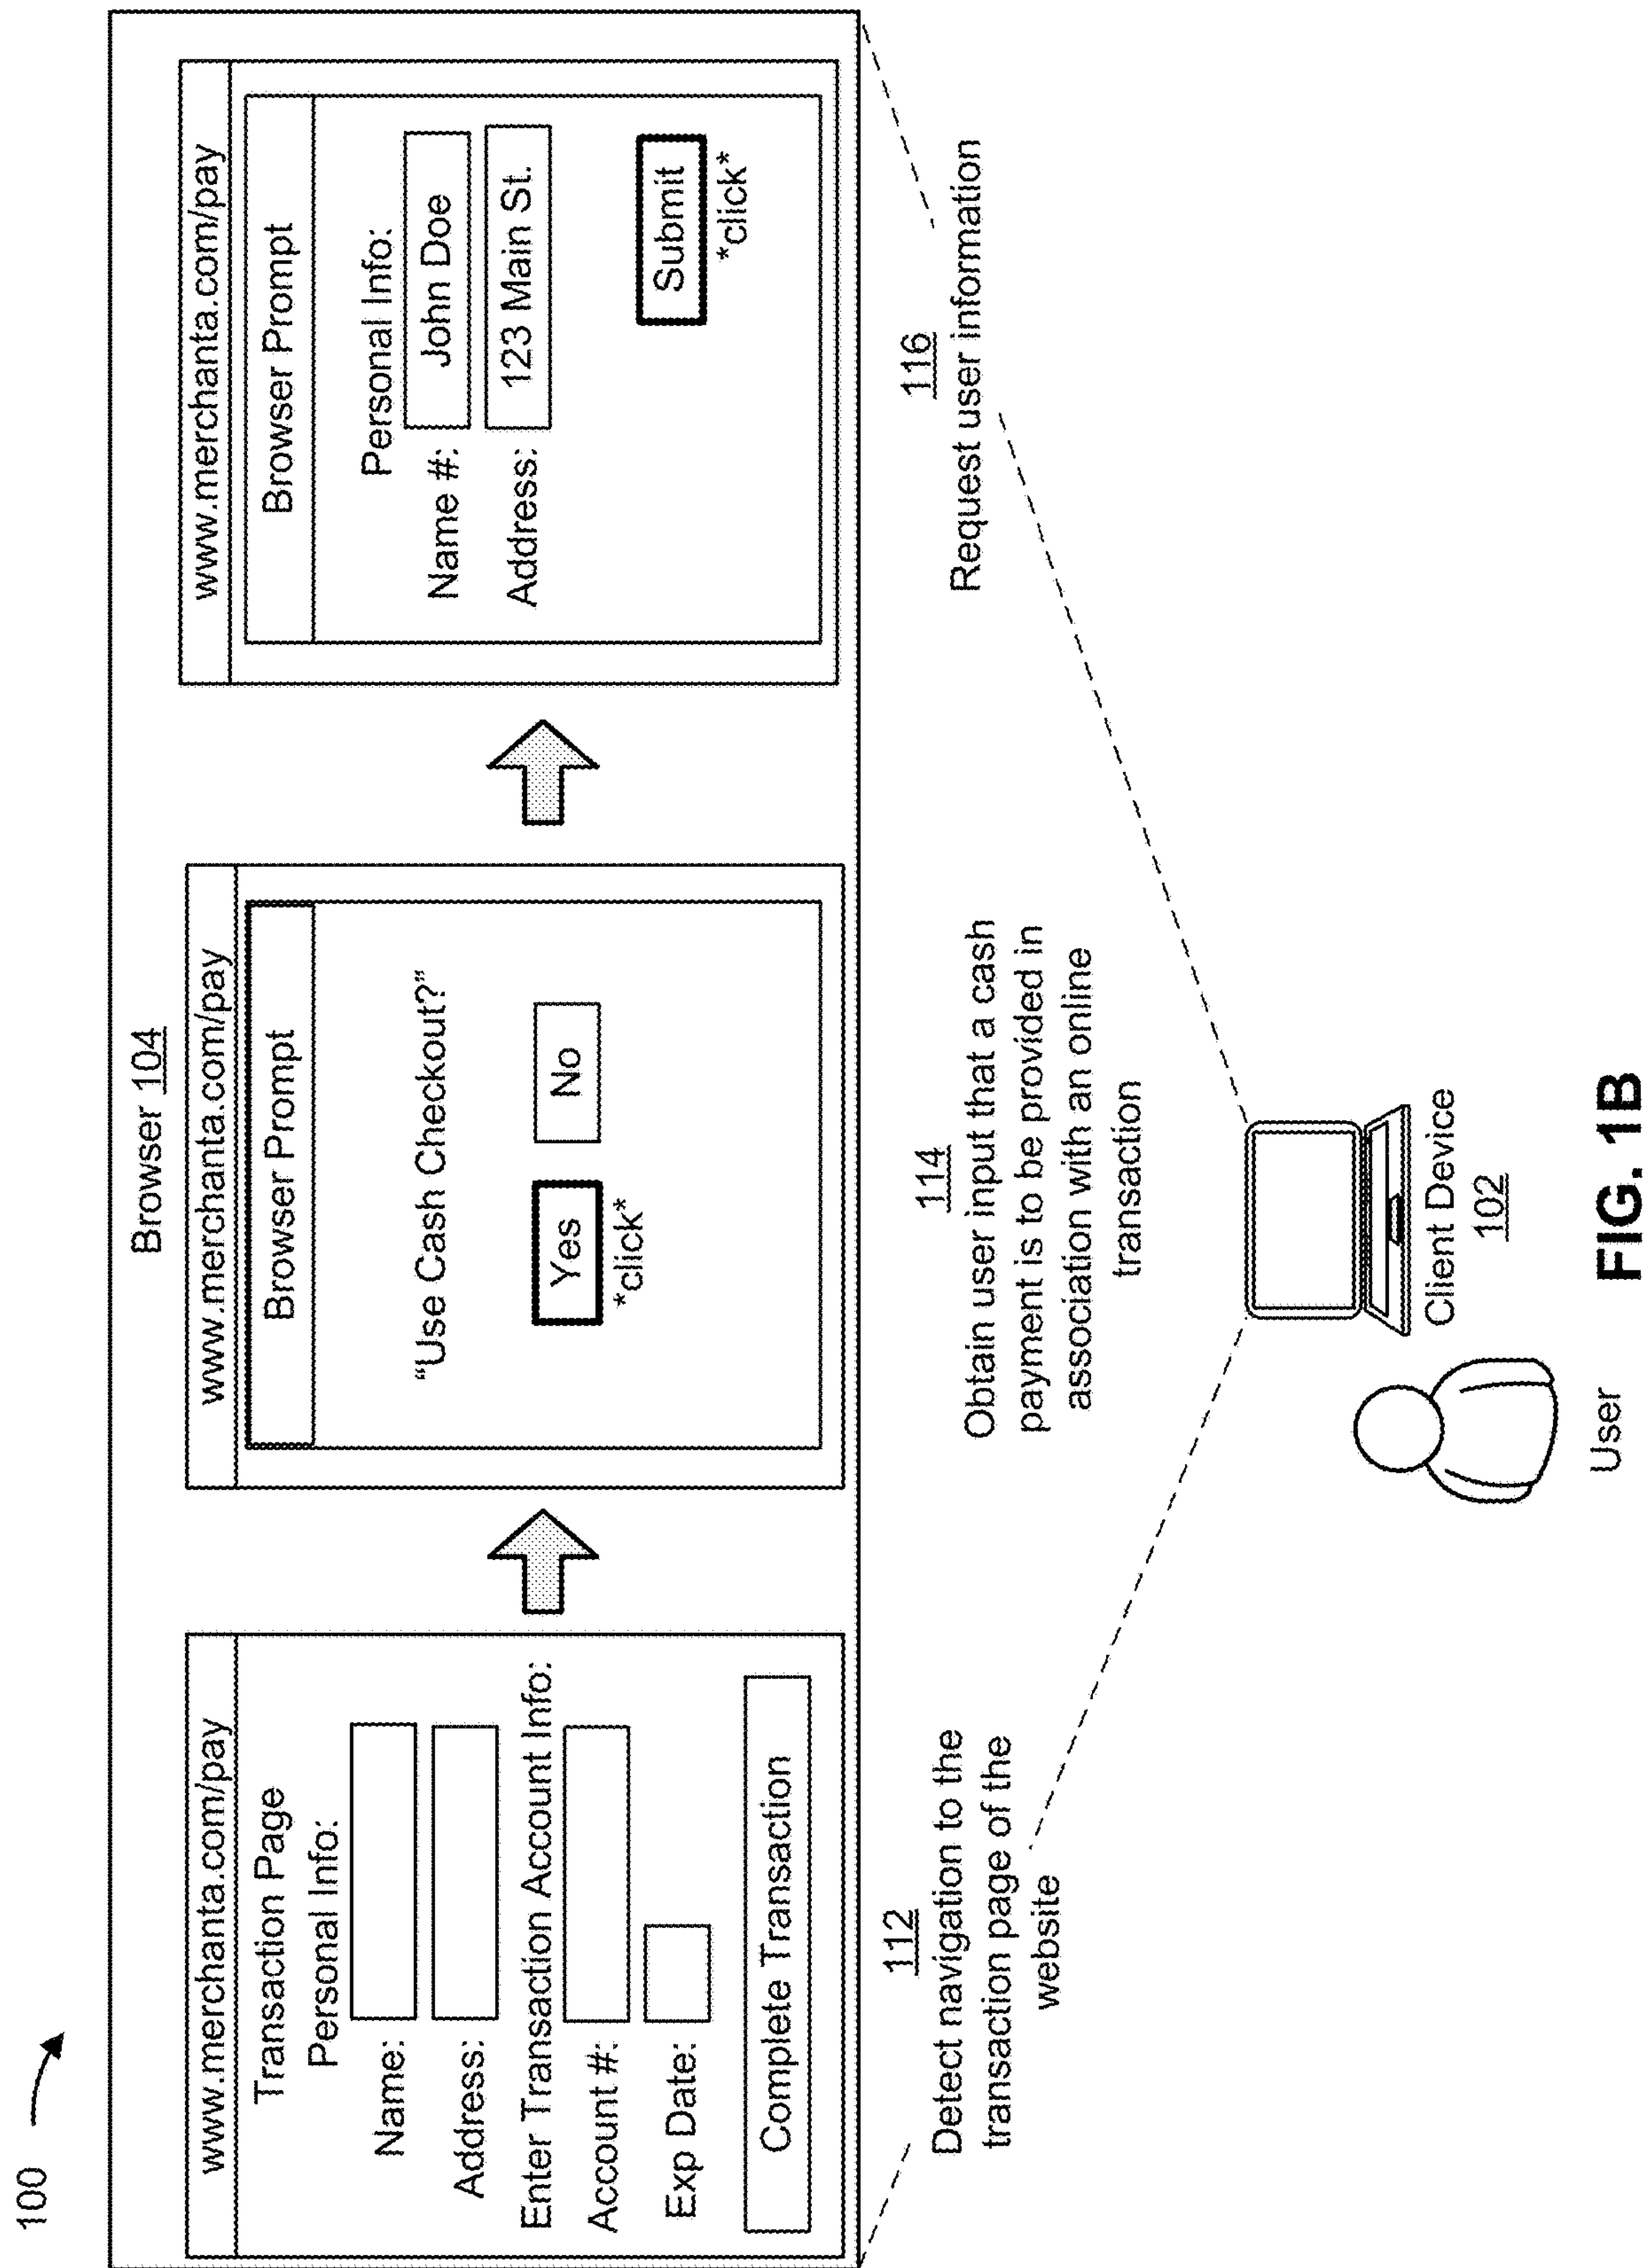 100
Browser 104
www.merchanta.com/pay
Transaction Page
Personal Info:
Name:
Address:
Enter Transaction Account Info:
Account #:
Exp Date:
Complete Transaction
www.merchanta.com/pay
Browser Prompt
“Use Cash Checkout?”
Yes
No
*click*
www.merchanta.com/pay
Browser Prompt
Personal Info:
Name #: John Doe
Address: 123 Main St.
Submit
*click*
112
Detect navigation to the
transaction page of the
website
114
Obtain user input that a cash
payment is to be provided in
association with an online
transaction
116
Request user information
User
Client Device
102
FIG. 1B